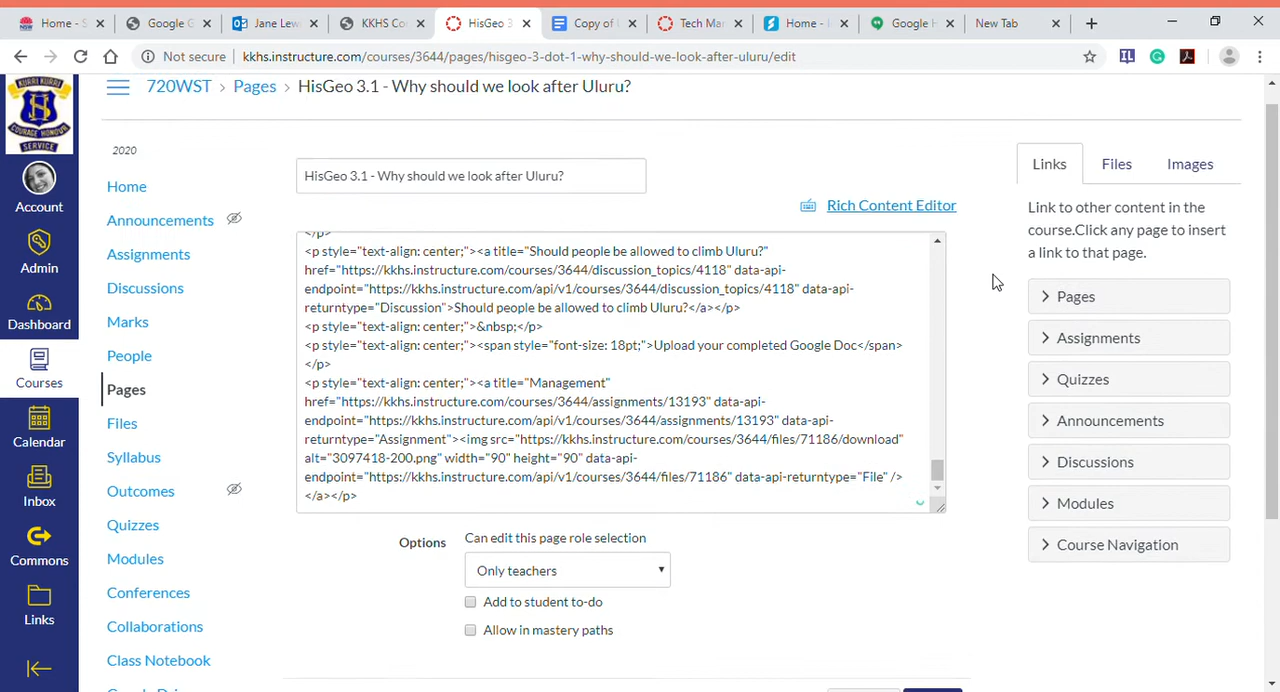 Home - S
Google G
Jane Lew
KKHS Co
HisGeo 3
Copy of L
Tech Mar
Home -
Google H
New Tab
Not secure
kkhs.instructure.com/courses/3644/pages/hisgeo-3-dot-1-why-should-we-look-after-uluru/edit
KURRI KURRI
COURAGE HONOUR
SERVICE
720WST > Pages > HisGeo 3.1 - Why should we look after Uluru?
Account
Admin
Dashboard
Courses
Calendar
Inbox
Commons
Links
2020
Home
Announcements
Assignments
Discussions
Marks
People
Pages
Files
Syllabus
Outcomes
Quizzes
Modules
Conferences
Collaborations
Class Notebook
HisGeo 3.1 - Why should we look after Uluru?
Rich Content Editor
</p>
<p style="text-align: center;"><a title="Should people be allowed to climb Uluru?"
href="https://kkhs.instructure.com/courses/3644/discussion_topics/4118" data-api-
endpoint="https://kkhs.instructure.com/api/v1/courses/3644/discussion_topics/4118" data-api-
returntype="Discussion">Should people be allowed to climb Uluru?</a></p>
<p style="text-align: center;">&nbsp;</p>
<p style="text-align: center;"><span style="font-size: 18pt;">Upload your completed Google Doc</span>
</p>
<p style="text-align: center;"><a title="Management"
href="https://kkhs.instructure.com/courses/3644/assignments/13193" data-api-
endpoint="https://kkhs.instructure.com/api/v1/courses/3644/assignments/13193" data-api-
returntype="Assignment"><img src="https://kkhs.instructure.com/courses/3644/files/71186/download"
alt="3097418-200.png" width="90" height="90" data-api-
endpoint="https://kkhs.instructure.com/api/v1/courses/3644/files/71186" data-api-returntype="File" />
</a></p>
Options
Can edit this page role selection
Only teachers
Add to student to-do
Allow in mastery paths
Links
Files
Images
Link to other content in the
course.Click any page to insert
a link to that page.
Pages
Assignments
Quizzes
Announcements
Discussions
Modules
Course Navigation